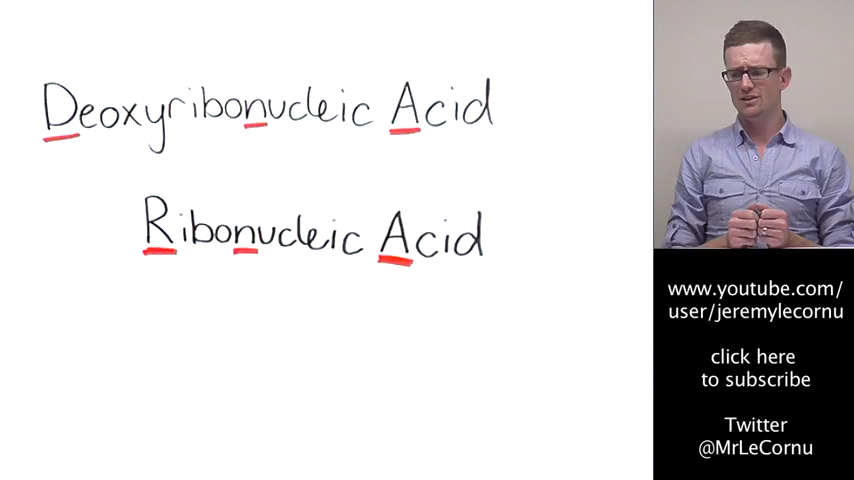 Deoxyribonucleic Acid
Ribonucleic Acid
www.youtube.com/
user/jeremylecornu
click here
to subscribe
Twitter
@MrLeCornu